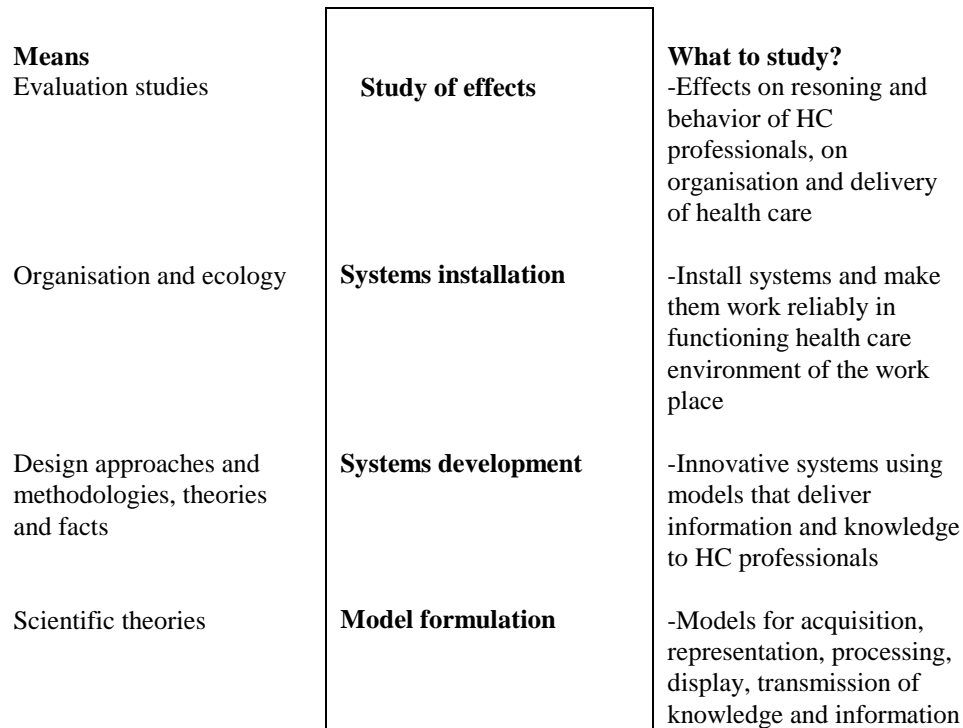 Means
Evaluation studies
Study of effects
What to study?
-Effects on resoning and
behavior of HC
professionals, on
organisation and delivery
of health care
Organisation and ecology
Systems installation
-Install systems and make
them work reliably in
functioning health care
environment of the work
place
Design approaches and
methodologies, theories
and facts
Systems development
-Innovative systems using
models that deliver
information and knowledge
to HC professionals
Scientific theories
Model formulation
-Models for acquisition,
representation, processing,
display, transmission of
knowledge and information